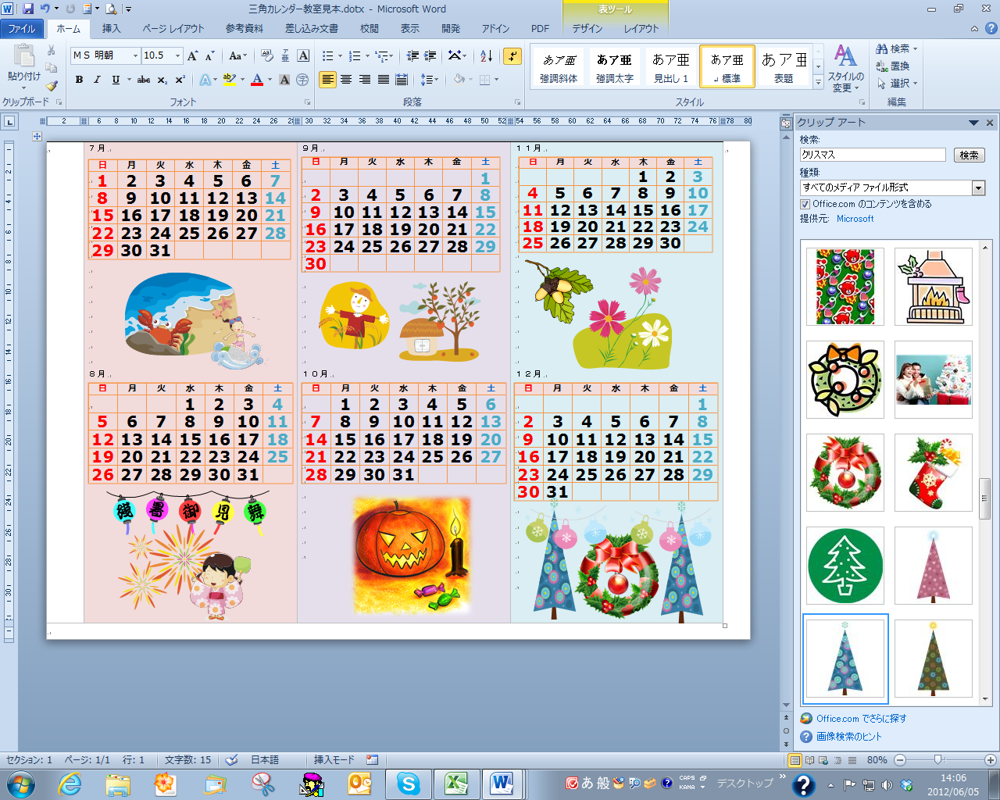 三角カレンダー教室見本.dotx - Microsoft Word
表ツール
ファイル ホーム 挿入 ページ レイアウト 参考資料 差し込み文書 校閲 表示 開発 アドイン PDF デザイン レイアウト
貼り付け
ＭＳ 明朝 10.5
あア亜 強調斜体
あア亜 強調太字
あア亜 見出し 1
あア亜 標準
あア亜 表題
スタイルの変更
検索
置換
選択
クリップボード フォント 段落 スタイル 編集
7月
日 月 火 水 木 金 土
1 2 3 4 5 6 7
8 9 10 11 12 13 14
15 16 17 18 19 20 21
22 23 24 25 26 27 28
29 30 31
9月
日 月 火 水 木 金 土
1
2 3 4 5 6 7 8
9 10 11 12 13 14 15
16 17 18 19 20 21 22
23 24 25 26 27 28 29
30
11月
日 月 火 水 木 金 土
1 2 3
4 5 6 7 8 9 10
11 12 13 14 15 16 17
18 19 20 21 22 23 24
25 26 27 28 29 30
8月
日 月 火 水 木 金 土
1 2 3 4
5 6 7 8 9 10 11
12 13 14 15 16 17 18
19 20 21 22 23 24 25
26 27 28 29 30 31
残暑御見舞
10月
日 月 火 水 木 金 土
1 2 3 4 5 6
7 8 9 10 11 12 13
14 15 16 17 18 19 20
21 22 23 24 25 26 27
28 29 30 31
12月
日 月 火 水 木 金 土
1
2 3 4 5 6 7 8
9 10 11 12 13 14 15
16 17 18 19 20 21 22
23 24 25 26 27 28 29
30 31
クリップ アート
検索:
クリスマス 検索
種類:
すべてのメディア ファイル形式
Office.com のコンテンツを含める
提供元: Microsoft
Office.com でさらに探す
画像検索のヒント
セクション: 1 ページ: 1/1 行: 1 文字数: 15 日本語 挿入モード 80%
あ 般 CAPS KANA デスクトップ
14:06
2012/06/05